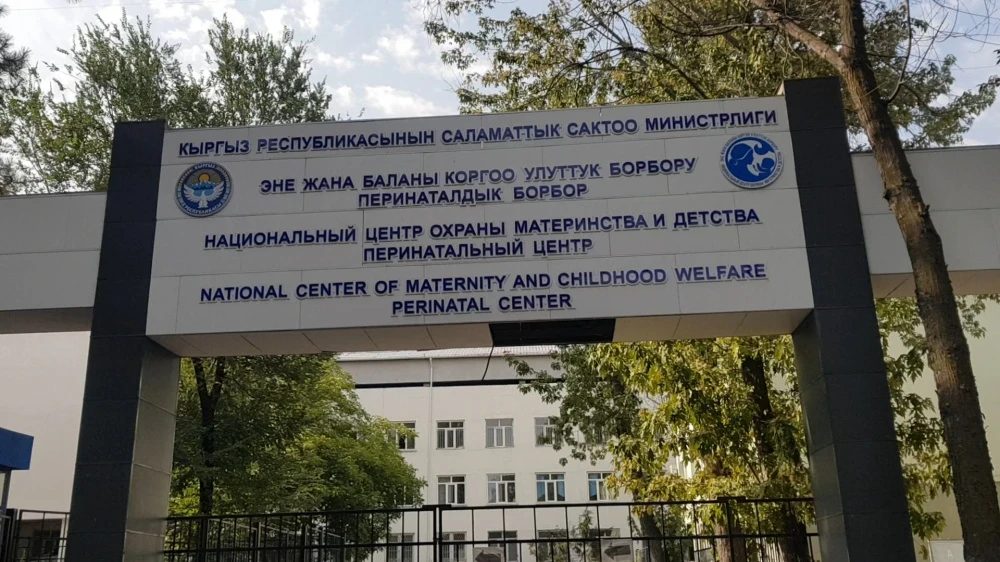 КЫРГЫЗ РЕСПУБЛИКАСЫНЫН САЛАМАТТЫК САКТОО МИНИСТРЛИГИ
ЭНЕ ЖАНА БАЛАНЫ КОРГОО УЛУТТУК БОРБОРУ
ПЕРИНАТАЛДЫК БОРБОР
НАЦИОНАЛЬНЫЙ ЦЕНТР ОХРАНЫ МАТЕРИНСТВА И ДЕТСТВА
ПЕРИНАТАЛЬНЫЙ ЦЕНТР
NATIONAL CENTER OF MATERNITY AND CHILDHOOD WELFARE
PERINATAL CENTER